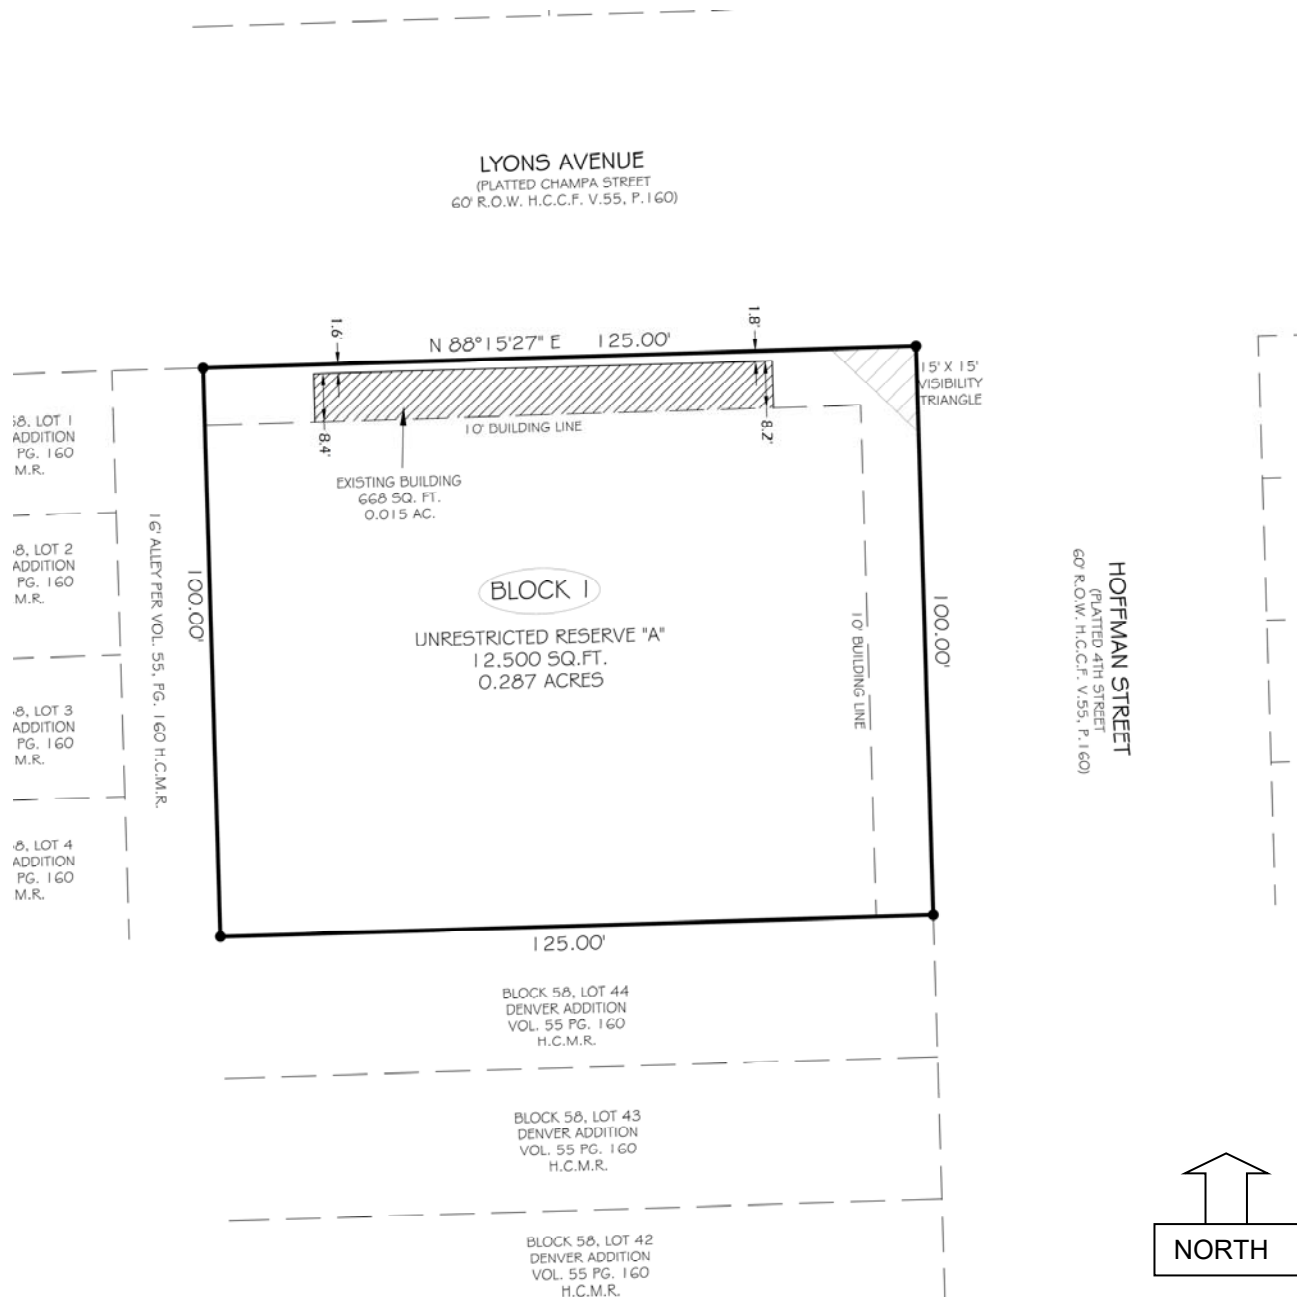 LYONS AVENUE
(PLATTED CHAMPA STREET
60' R.O.W. H.C.C.F. V.55, P.160)
1.6'
N 88°15'27" E 125.00'
1.8'
15' X 15'
VISIBILITY
TRIANGLE
8.4'
10' BUILDING LINE
8.2'
EXISTING BUILDING
668 SQ. FT.
0.015 AC.
58, LOT 1
ADDITION
PG. 160
M.R.
8, LOT 2
ADDITION
PG. 160
M.R.
8, LOT 3
ADDITION
PG. 160
M.R.
8, LOT 4
ADDITION
PG. 160
M.R.
16' ALLEY PER VOL. 55, PG. 160 H.C.M.R.
100.00'
BLOCK 1
UNRESTRICTED RESERVE "A"
12.500 SQ.FT.
0.287 ACRES
10' BUILDING LINE
100.00'
HOFFMAN STREET
(PLATTED 4TH STREET
60' R.O.W. H.C.C.F. V.55, P.160)
125.00'
BLOCK 58, LOT 44
DENVER ADDITION
VOL. 55 PG. 160
H.C.M.R.
BLOCK 58, LOT 43
DENVER ADDITION
VOL. 55 PG. 160
H.C.M.R.
BLOCK 58, LOT 42
DENVER ADDITION
VOL. 55 PG. 160
H.C.M.R.
NORTH